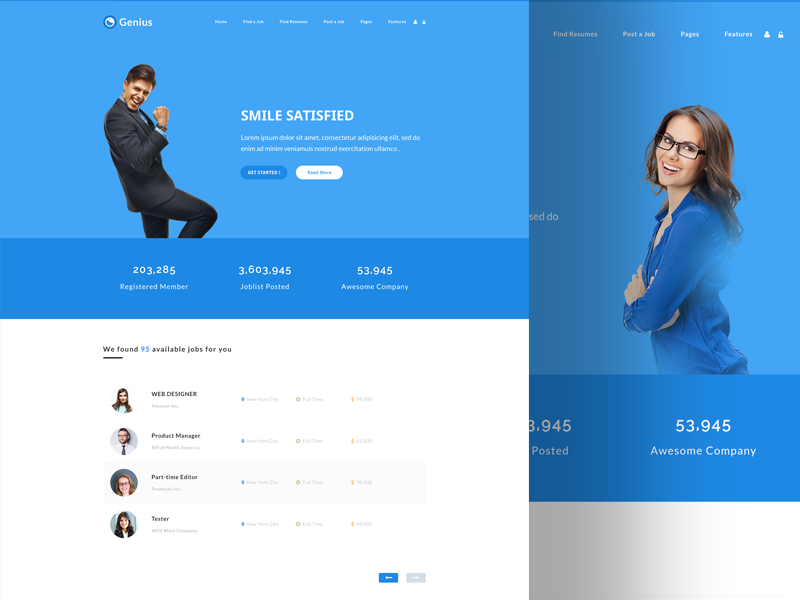 Genius
Home Find a Job Find Resumes Post a Job Pages Features
SMILE SATISFIED
Lorem ipsum dolor sit amet, consectetur adipisicing elit, sed do
enim ad minim veniamuis nostrud exercitation ullamco .
GET STARTED ! Read More
203,285 3,603,945 53,945
Registered Member Joblist Posted Awesome Company
We found 95 available jobs for you
WEB DESIGNER
Amazon Inc. New York City Full-Time 99,000
Product Manager
BM of North America New York City Full-Time 95,000
Part-time Editor
Premium Inc. New York City Full-Time 70,000
Tester
Wild West Company New York City Full-Time 40,000
Find Resumes Post a Job Pages Features
sed do
3,945 53,945
Posted Awesome Company